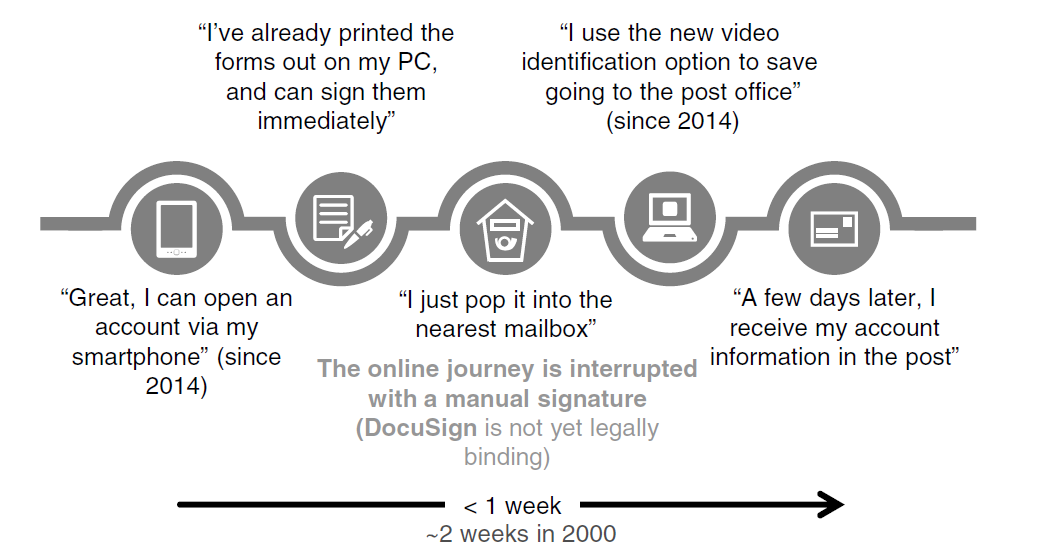 “I’ve already printed the
forms out on my PC,
and can sign them
immediately”
“I use the new video
identification option to save
going to the post office”
(since 2014)
“Great, I can open an
account via my
smartphone” (since
2014)
“I just pop it into the
nearest mailbox”
“A few days later, I
receive my account
information in the post”
The online journey is interrupted
with a manual signature
(DocuSign is not yet legally
binding)
< 1 week
~2 weeks in 2000